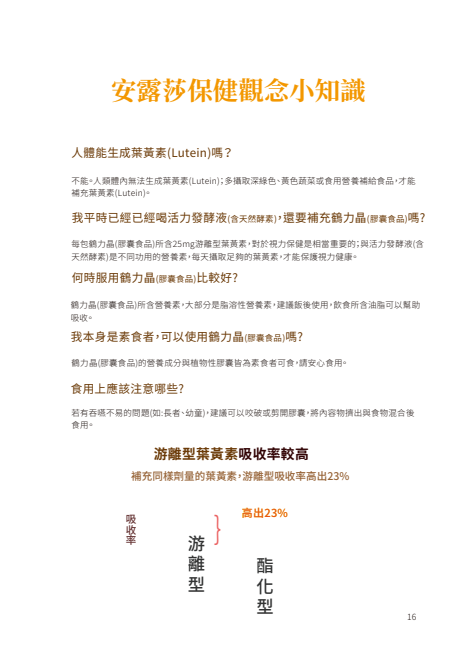 安露莎保健觀念小知識
人體能生成葉黃素(Lutein)嗎？
不能。人類體內無法生成葉黃素(Lutein)；多攝取深綠色、黃色蔬菜或食用營養補給食品，才能
補充葉黃素(Lutein)。
我平時已經已經喝活力發酵液(含天然酵素)，還要補充鶴力晶(膠囊食品)嗎?
每包鶴力晶(膠囊食品)所含25mg游離型葉黃素，對於視力保健是相當重要的；與活力發酵液(含
天然酵素)是不同功用的營養素，每天攝取足夠的葉黃素，才能保護視力健康。
何時服用鶴力晶(膠囊食品)比較好?
鶴力晶(膠囊食品)所含營養素，大部分是脂溶性營養素，建議飯後使用，飲食所含油脂可以幫助
吸收。
我本身是素食者，可以使用鶴力晶(膠囊食品)嗎?
鶴力晶(膠囊食品)的營養成分與植物性膠囊皆為素食者可食，請安心食用。
食用上應該注意哪些?
若有吞嚥不易的問題(如:長者、幼童)，建議可以咬破或剪開膠囊，將內容物擠出與食物混合後
食用。
游離型葉黃素吸收率較高
補充同樣劑量的葉黃素，游離型吸收率高出23%
高出23%
吸收率
游離型
酯化型
16